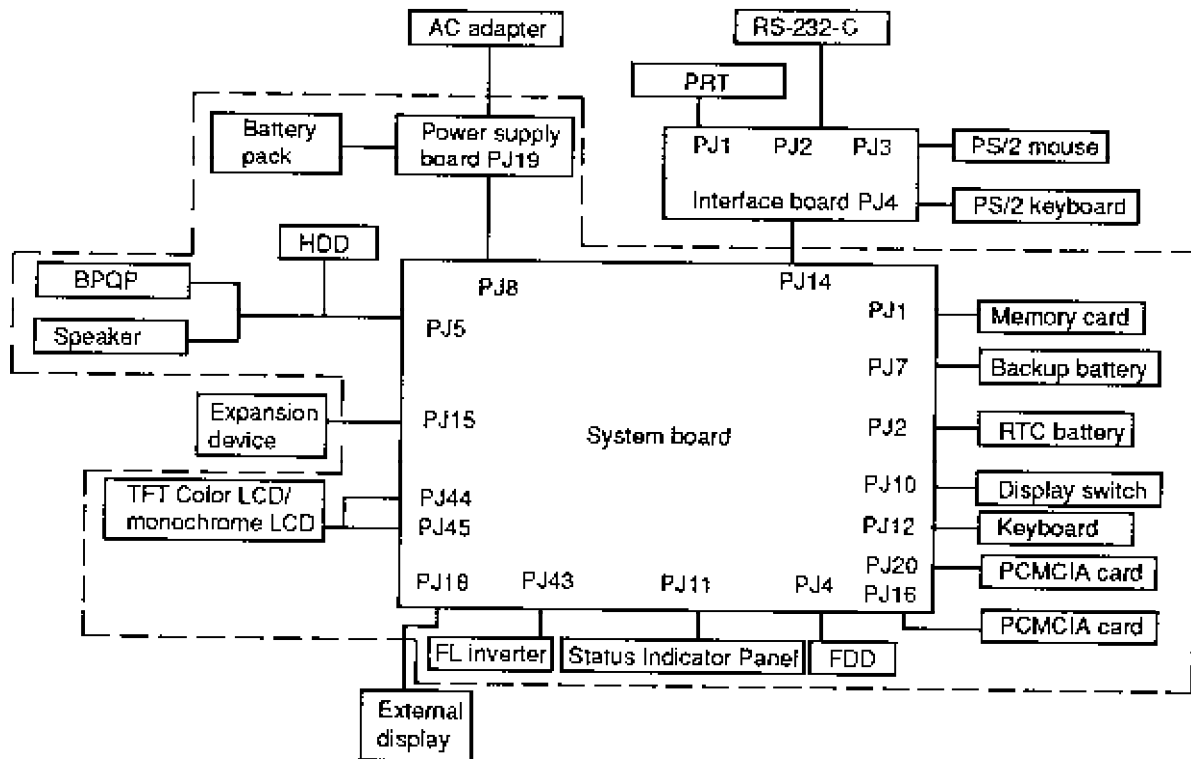 AC adapter
RS-232-C
PRT
Battery
pack
Power supply
board PJ19
PJ1 PJ2 PJ3
Interface board PJ4
PS/2 mouse
PS/2 keyboard
HDD
BPQP
Speaker
PJ8
PJ14
PJ5
PJ1
Memory card
PJ7
Backup battery
Expansion
device
PJ15
System board
PJ2
RTC battery
TFT Color LCD/
monochrome LCD
PJ44
PJ45
PJ10
Display switch
PJ12
Keyboard
PJ20
PCMCIA card
PJ16
PCMCIA card
PJ18
PJ43
PJ11
PJ4
FL inverter
Status Indicator Panel
FDD
External
display